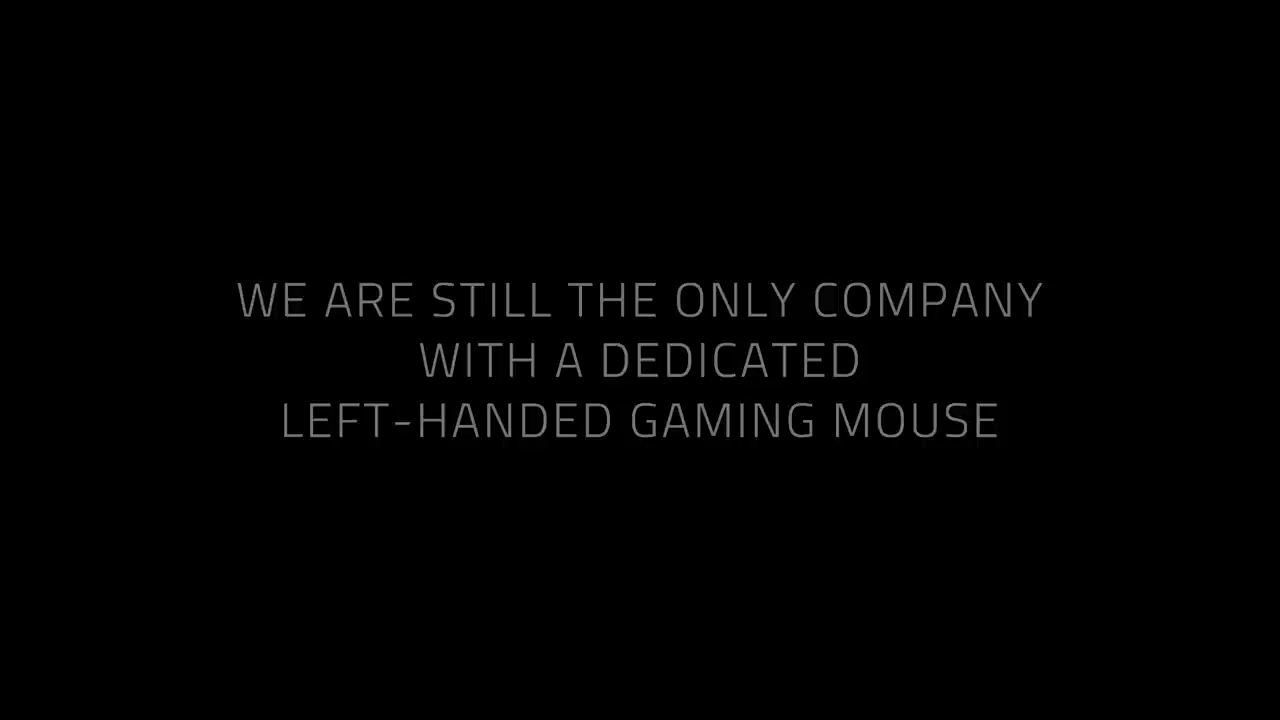 WE ARE STILL THE ONLY COMPANY
WITH A DEDICATED
LEFT-HANDED GAMING MOUSE